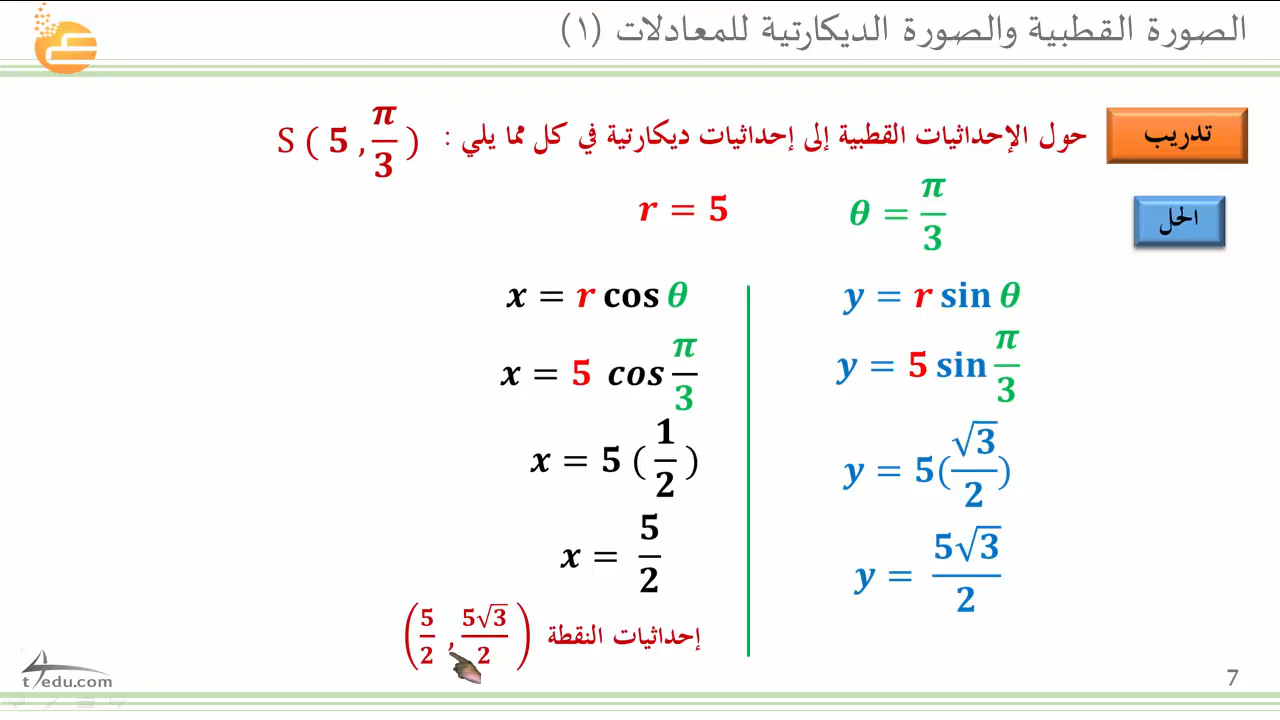 الصورة القطبية والصورة الديكارتية للمعادلات (١)
تدريب
حول الإحداثيات القطبية إلى إحداثيات ديكارتية في كل مما يلي : S ( 5 , π/3 )
الحل
r = 5
θ = π/3
x = r cos θ
y = r sin θ
x = 5 cos π/3
y = 5 sin π/3
x = 5 ( 1/2 )
y = 5(√3/2)
x = 5/2
y = 5√3/2
إحداثيات النقطة (5/2 , 5√3/2)
t4edu.com
7